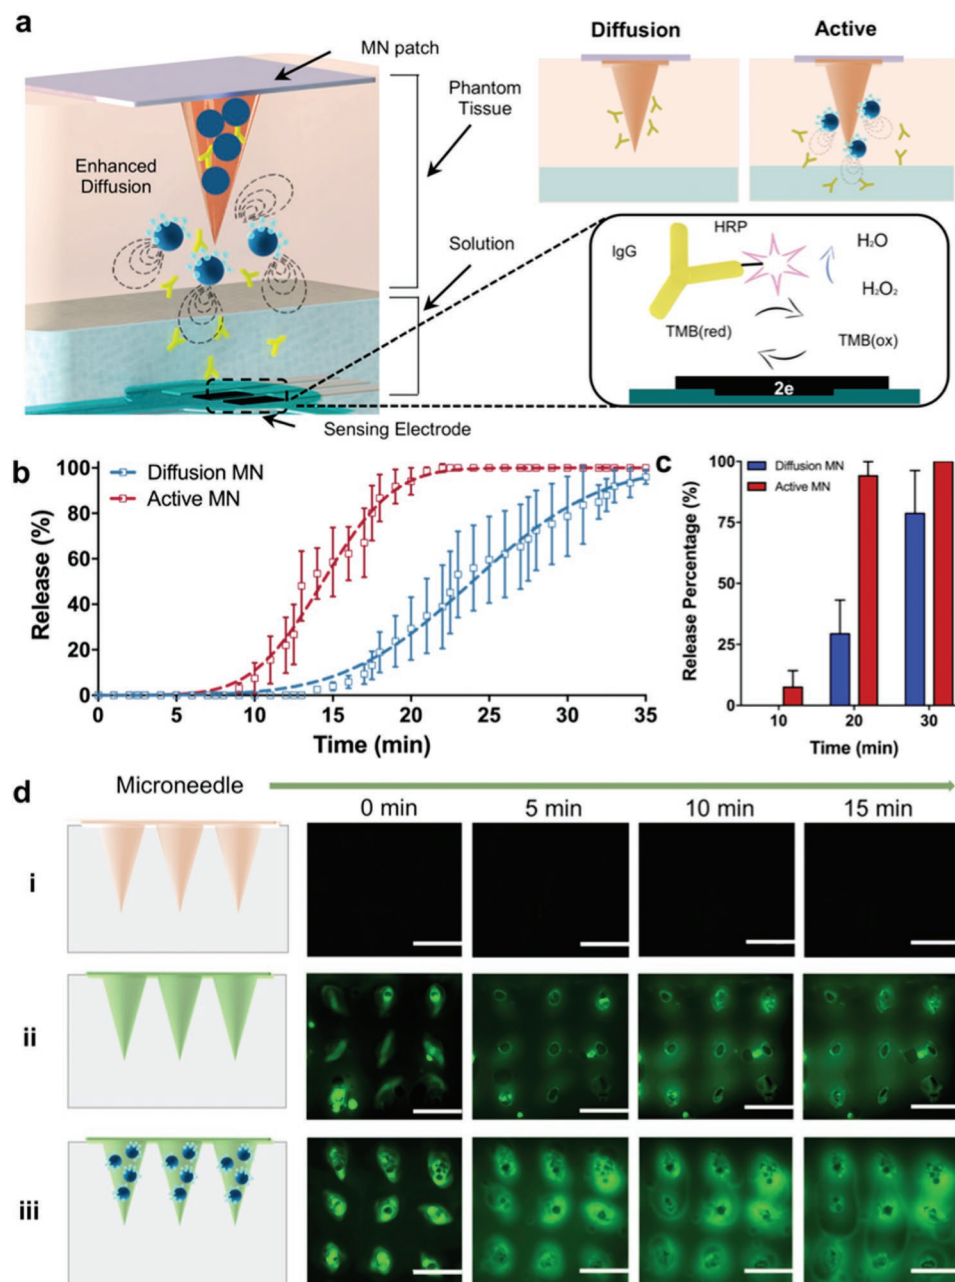 a
MN patch
Phantom
Tissue
Enhanced
Diffusion
Solution
Sensing Electrode
Diffusion
Active
IgG
HRP
H₂O
H₂O₂
TMB(red)
TMB(ox)
2e
b
Diffusion MN
Active MN
Release (%)
100
80
60
40
20
0
0 5 10 15 20 25 30 35
Time (min)
c
Diffusion MN
Active MN
Release Percentage (%)
100
75
50
25
0
10 20 30
Time (min)
d
Microneedle
0 min 5 min 10 min 15 min
i
ii
iii